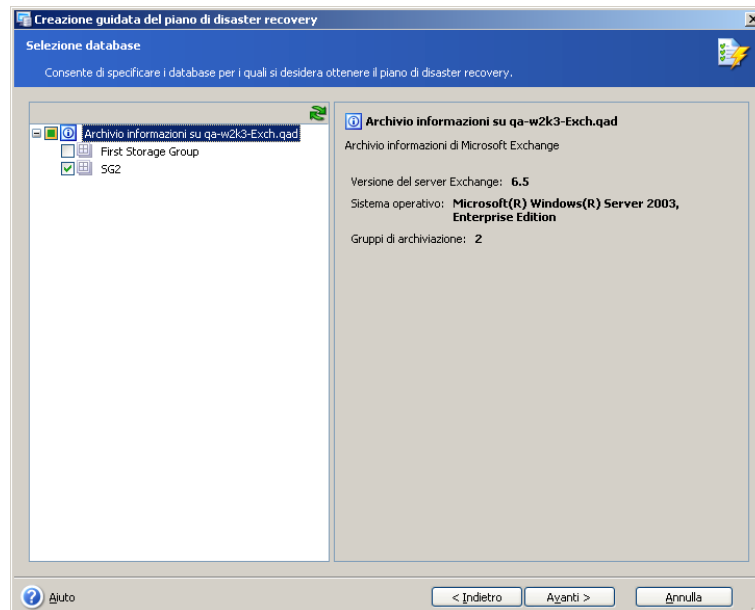 Creazione guidata del piano di disaster recovery
Selezione database
Consente di specificare i database per i quali si desidera ottenere il piano di disaster recovery.
Archivio informazioni su qa-w2k3-Exch.qad
First Storage Group
SG2
Archivio informazioni su qa-w2k3-Exch.qad
Archivio informazioni di Microsoft Exchange
Versione del server Exchange: 6.5
Sistema operativo: Microsoft(R) Windows(R) Server 2003,
Enterprise Edition
Gruppi di archiviazione: 2
Aiuto
< Indietro
Avanti >
Annulla